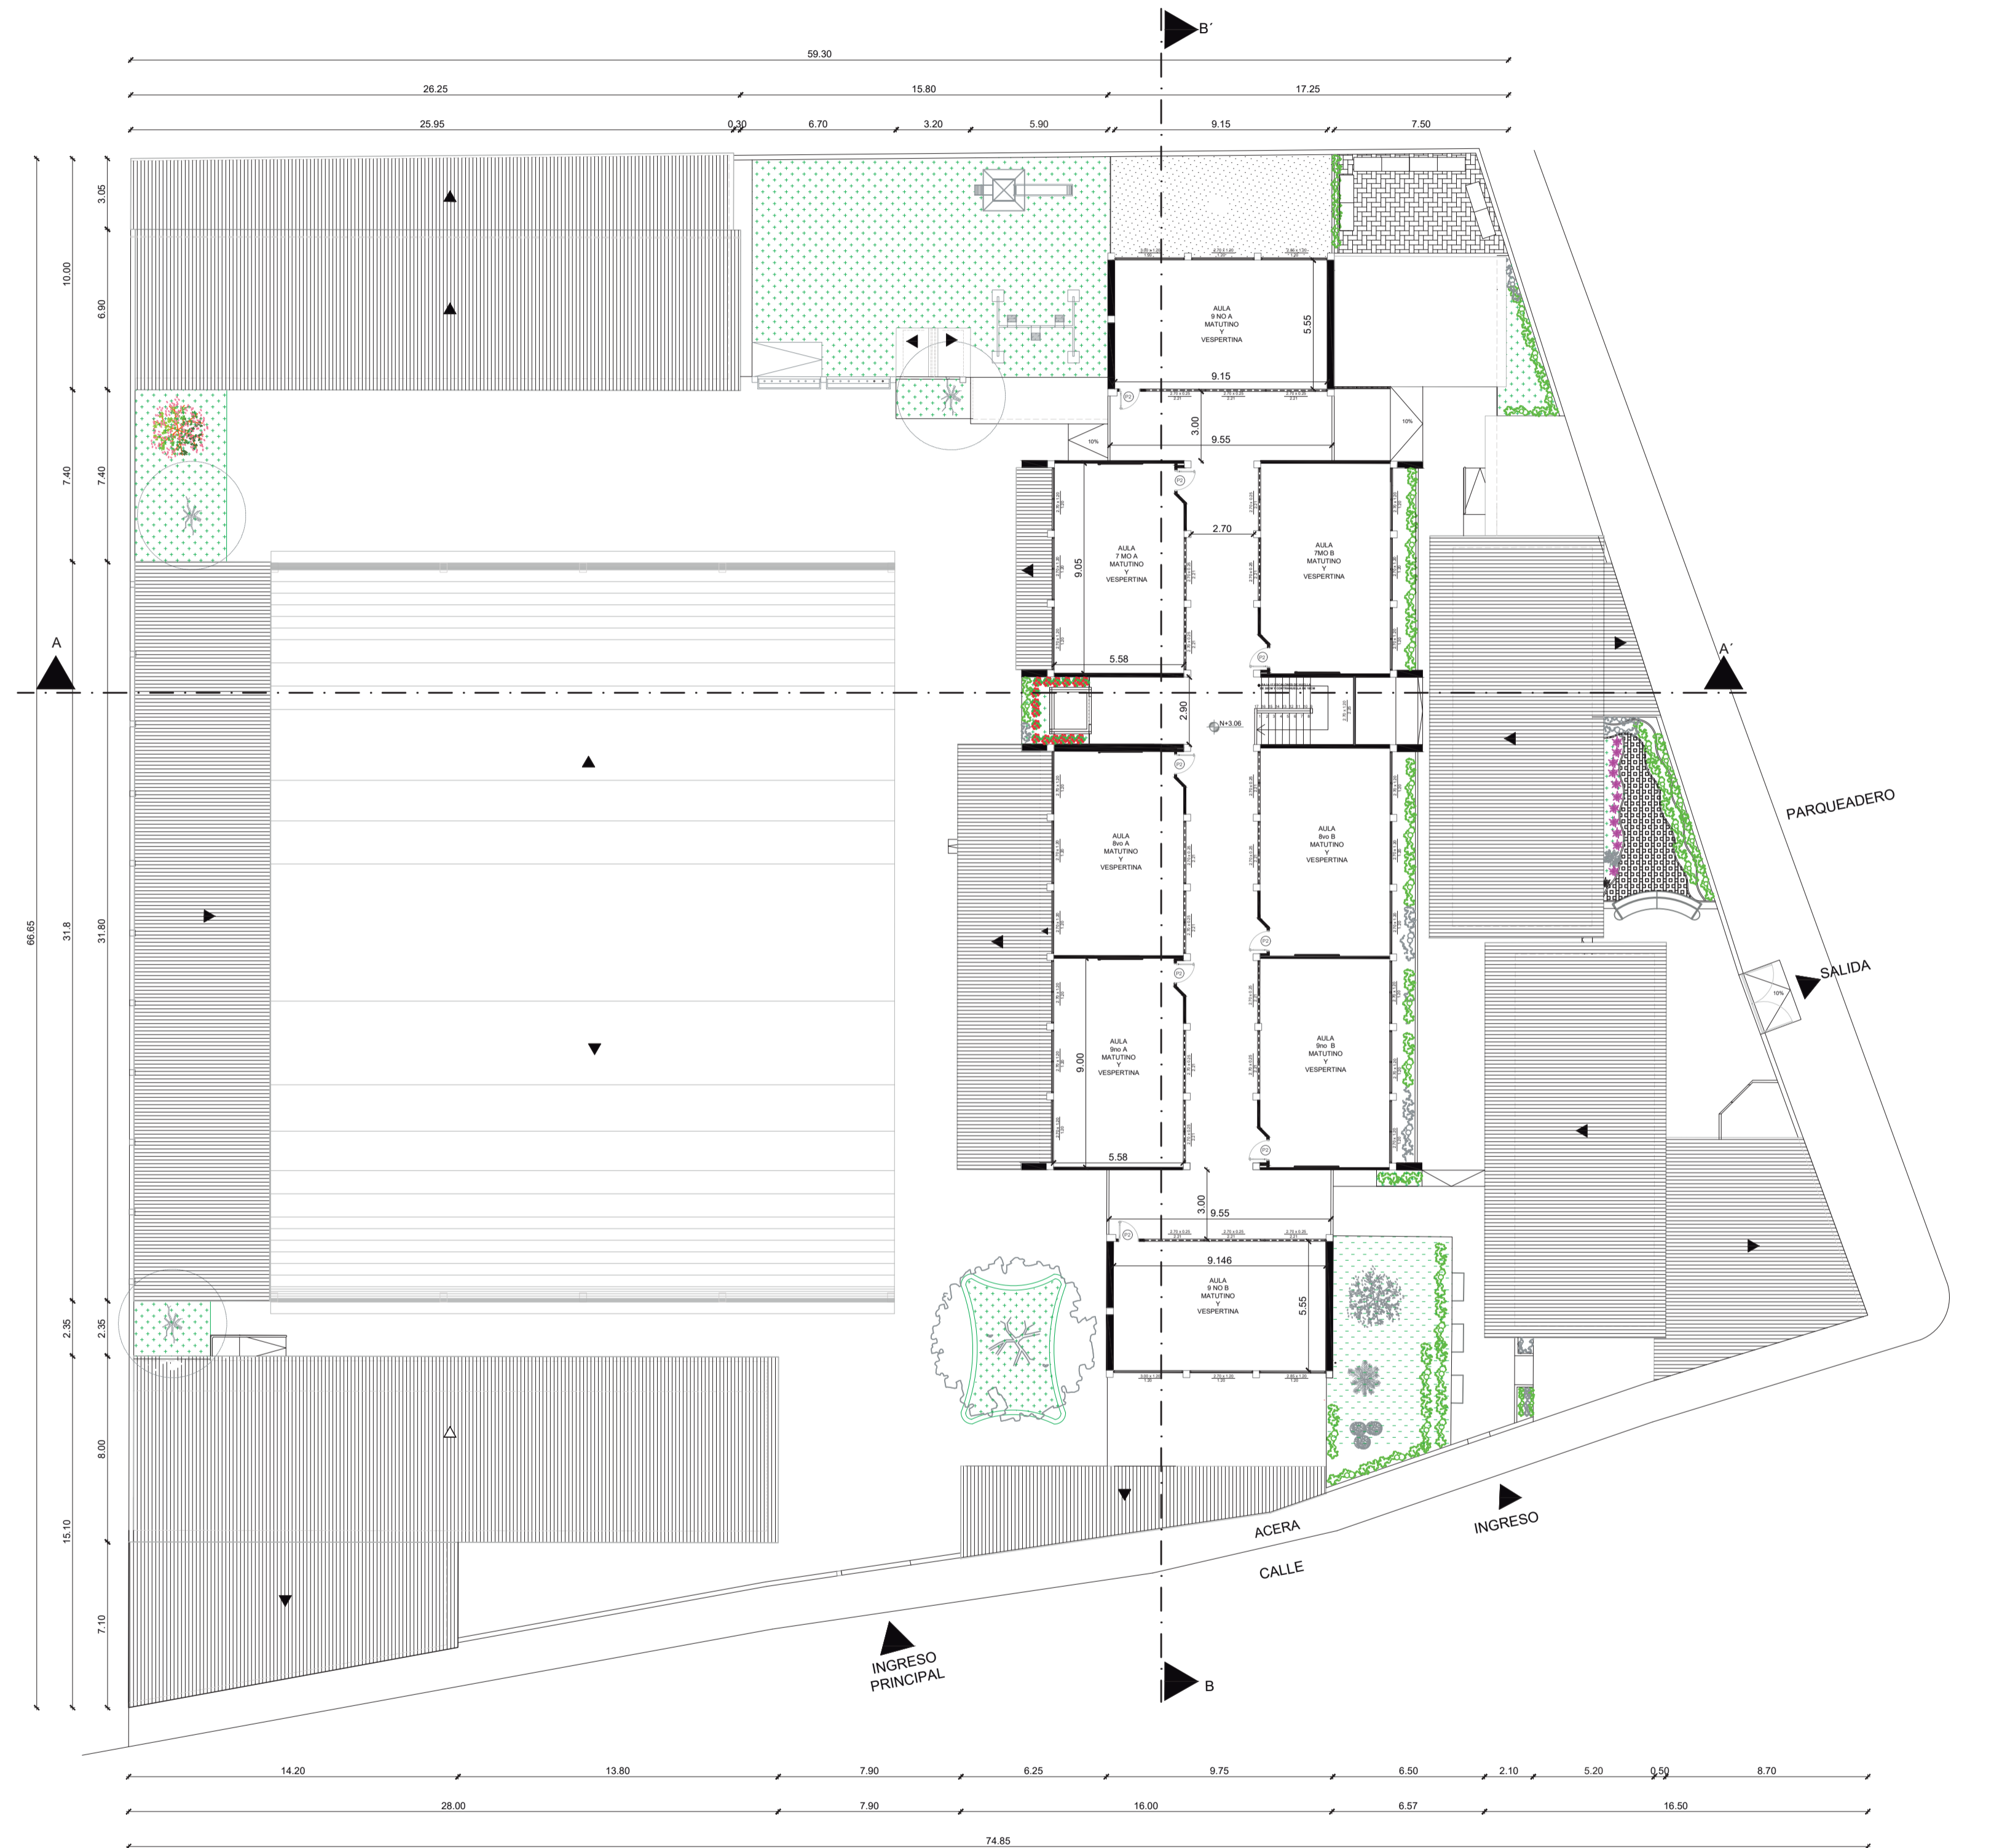 B´
59.30
26.25
15.80
17.25
25.95
0.30
6.70
3.20
5.90
9.15
7.50
3.05
10.00
6.90
7.40
7.40
66.65
31.8
31.80
2.35
2.35
8.00
15.10
7.10
AULA
9 NO A
MATUTINO
Y
VESPERTINA
5.55
9.15
P2
3.00
9.55
10%
10%
P2
2.70
AULA
7 MO A
MATUTINO
Y
VESPERTINA
9.05
5.58
AULA
7MO B
MATUTINO
Y
VESPERTINA
P2
A
A´
2.90
N+3.06
P2
AULA
8vo A
MATUTINO
Y
VESPERTINA
AULA
8vo B
MATUTINO
Y
VESPERTINA
P2
PARQUEADERO
SALIDA
10%
P2
AULA
9no A
MATUTINO
Y
VESPERTINA
9.00
5.58
AULA
9no B
MATUTINO
Y
VESPERTINA
P2
3.00
9.55
P2
9.146
AULA
9 NO B
MATUTINO
Y
VESPERTINA
5.55
ACERA
CALLE
INGRESO
INGRESO
PRINCIPAL
B
14.20
13.80
7.90
6.25
9.75
6.50
2.10
5.20
0.50
8.70
28.00
7.90
16.00
6.57
16.50
74.85